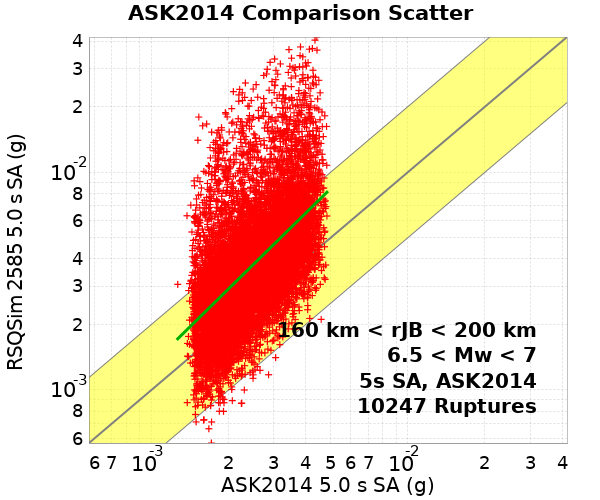 ASK2014 Comparison Scatter
RSQSim 2585 5.0 s SA (g)
4
3
2
10-2
8
6
4
3
2
10-3
8
6
160 km < rJB < 200 km
6.5 < Mw < 7
5s SA, ASK2014
10247 Ruptures
6 7 10-3 2 3 4 5 6 7 10-2 2 3 4
ASK2014 5.0 s SA (g)